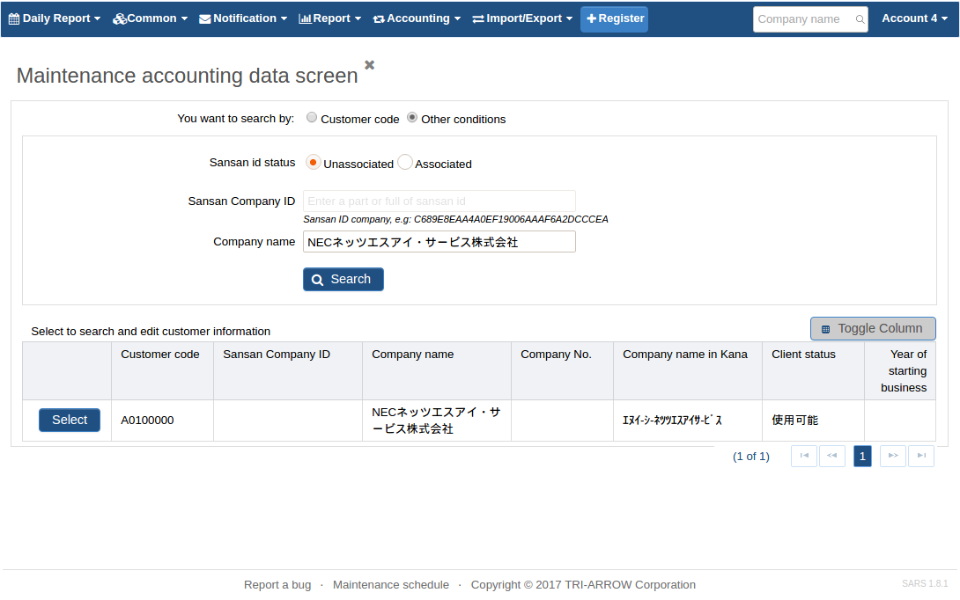 Daily Report Common Notification Report Accounting Import/Export Register Company name Account 4
Maintenance accounting data screen
You want to search by: Customer code Other conditions
Sansan id status Unassociated Associated
Sansan Company ID Enter a part or full of sansan id
Sansan ID company, e.g: C689E8EAA4A0EF19006AAAF6A2DCCCEA
Company name NECネッツエスアイ・サービス株式会社
Search
Select to search and edit customer information
Toggle Column
Customer code Sansan Company ID Company name Company No. Company name in Kana Client status Year of
starting
business
Select A0100000 NECネッツエスアイ・サ ｴﾇｲ-ｼ-ﾈｯﾂｴｽｱｲｻ-ﾋﾞｽ 使用可能
ービス株式会社
(1 of 1) 1
Report a bug · Maintenance schedule · Copyright © 2017 TRI-ARROW Corporation
SARS 1.8.1